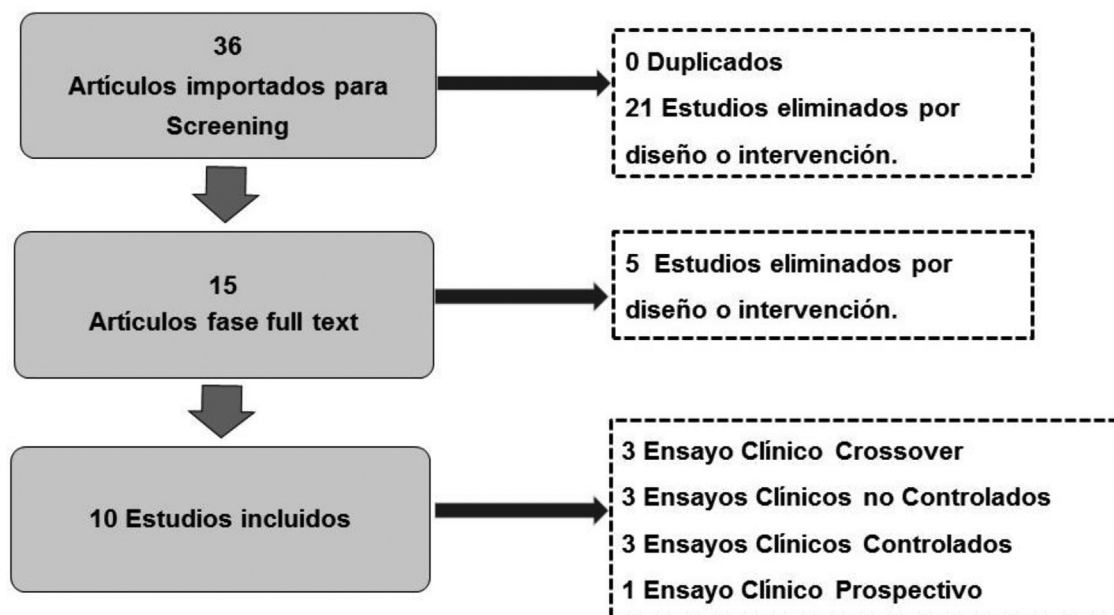 36
Artículos importados para
Screening
0 Duplicados
21 Estudios eliminados por
diseño o intervención.
15
Artículos fase full text
5 Estudios eliminados por
diseño o intervención.
10 Estudios incluidos
3 Ensayo Clínico Crossover
3 Ensayos Clínicos no Controlados
3 Ensayos Clínicos Controlados
1 Ensayo Clínico Prospectivo